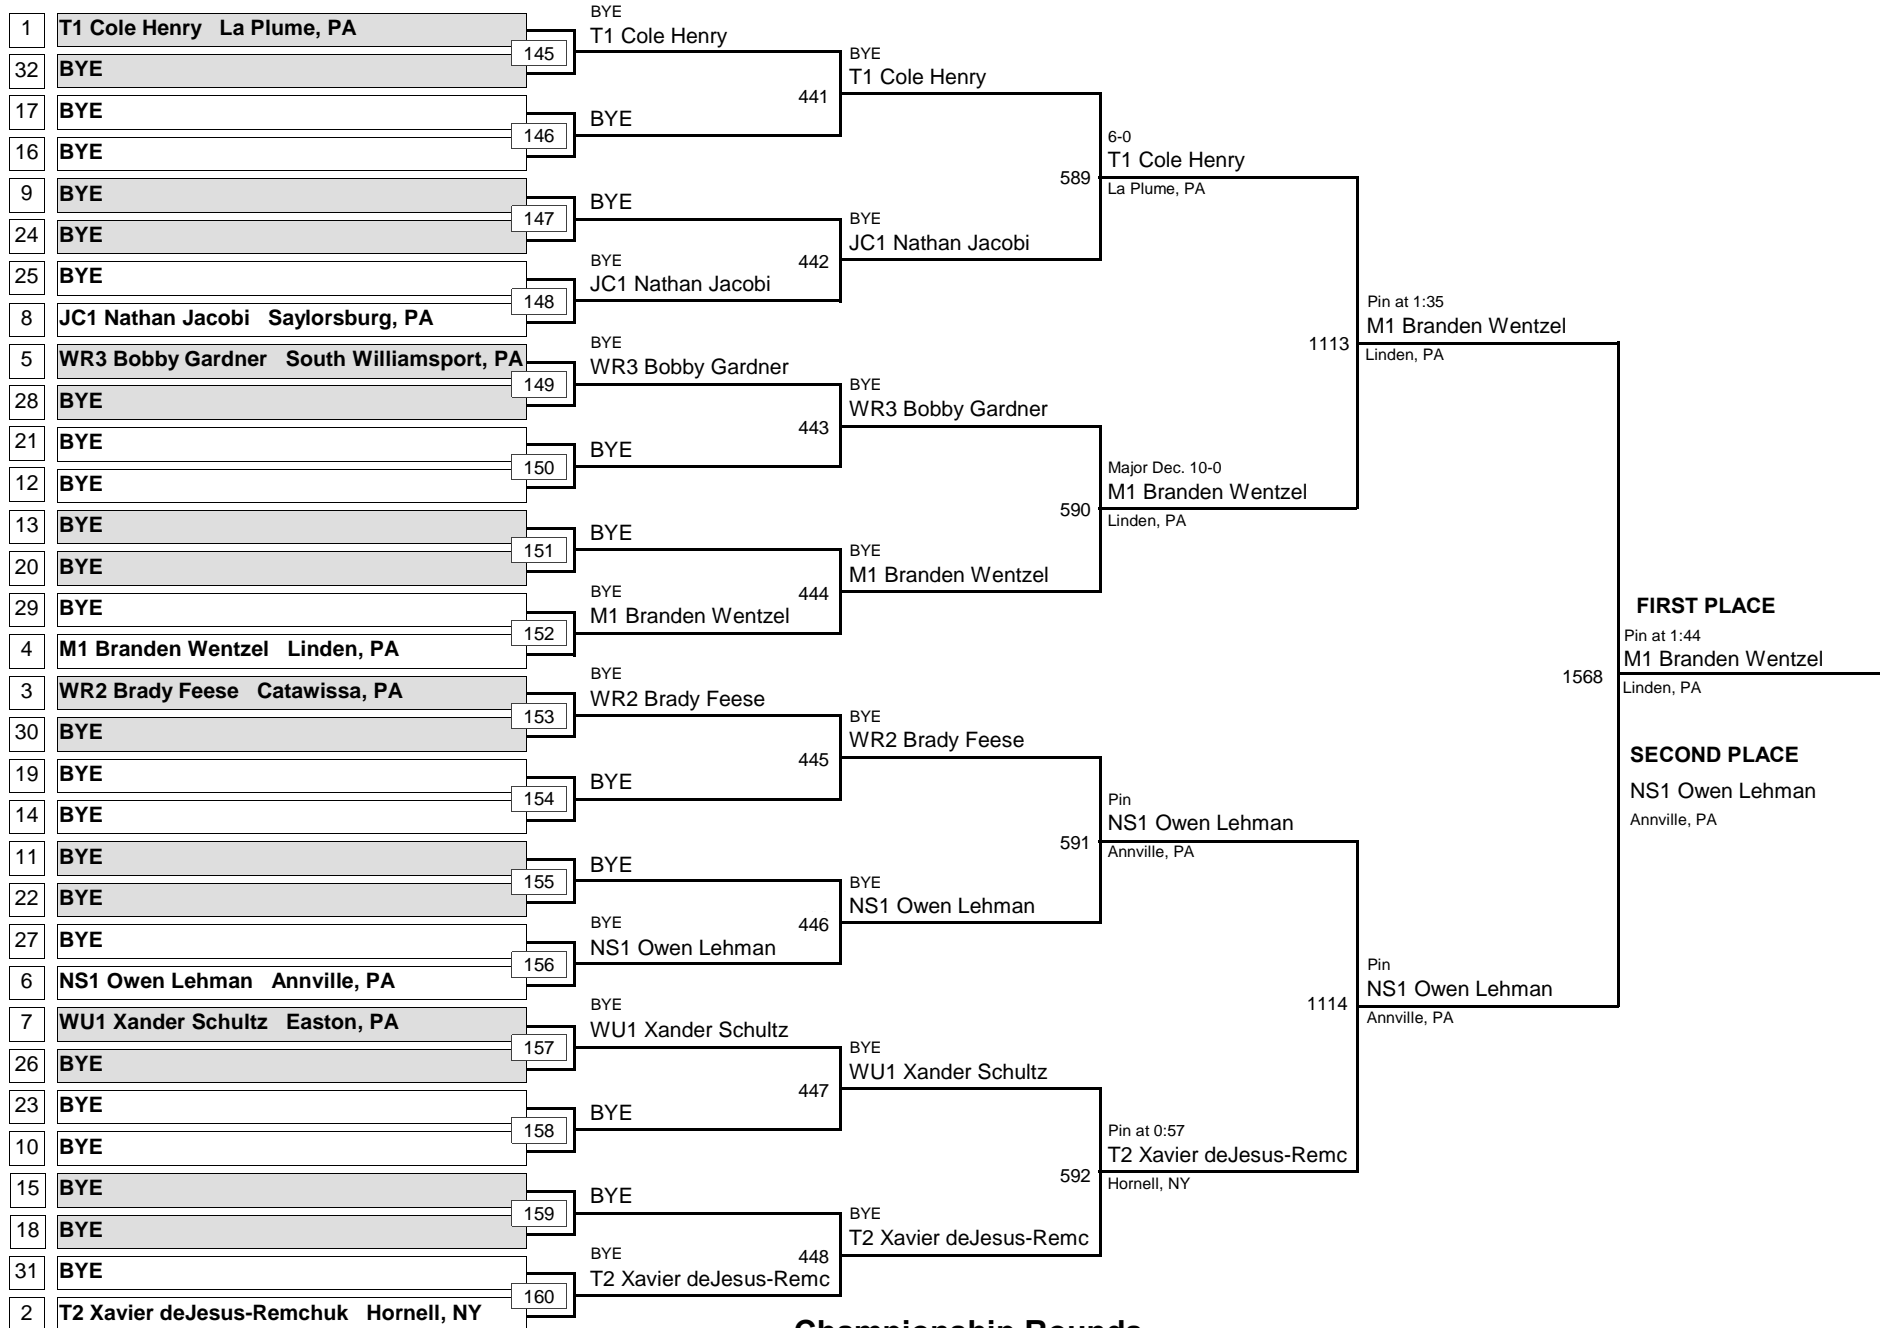 1 T1 Cole Henry La Plume, PA
32 BYE
17 BYE
16 BYE
9 BYE
24 BYE
25 BYE
8 JC1 Nathan Jacobi Saylorsburg, PA
5 WR3 Bobby Gardner South Williamsport, PA
28 BYE
21 BYE
12 BYE
13 BYE
20 BYE
29 BYE
4 M1 Branden Wentzel Linden, PA
3 WR2 Brady Feese Catawissa, PA
30 BYE
19 BYE
14 BYE
11 BYE
22 BYE
27 BYE
6 NS1 Owen Lehman Annville, PA
7 WU1 Xander Schultz Easton, PA
26 BYE
23 BYE
10 BYE
15 BYE
18 BYE
31 BYE
2 T2 Xavier deJesus-Remchuk Hornell, NY
145
146
147
148
149
150
151
152
153
154
155
156
157
158
159
160
BYE
T1 Cole Henry
BYE
BYE
BYE
JC1 Nathan Jacobi
BYE
WR3 Bobby Gardner
BYE
BYE
BYE
M1 Branden Wentzel
BYE
WR2 Brady Feese
BYE
BYE
BYE
NS1 Owen Lehman
BYE
WU1 Xander Schultz
BYE
BYE
BYE
T2 Xavier deJesus-Remc
441
442
443
444
445
446
447
448
BYE
T1 Cole Henry
BYE
JC1 Nathan Jacobi
BYE
WR3 Bobby Gardner
BYE
M1 Branden Wentzel
BYE
WR2 Brady Feese
BYE
NS1 Owen Lehman
BYE
WU1 Xander Schultz
BYE
T2 Xavier deJesus-Remc
589
590
591
592
6-0
T1 Cole Henry
La Plume, PA
Major Dec. 10-0
M1 Branden Wentzel
Linden, PA
Pin
NS1 Owen Lehman
Annville, PA
Pin at 0:57
T2 Xavier deJesus-Remc
Hornell, NY
1113
1114
Pin at 1:35
M1 Branden Wentzel
Linden, PA
Pin
NS1 Owen Lehman
Annville, PA
1568
FIRST PLACE
Pin at 1:44
M1 Branden Wentzel
Linden, PA
SECOND PLACE
NS1 Owen Lehman
Annville, PA
Championship Rounds